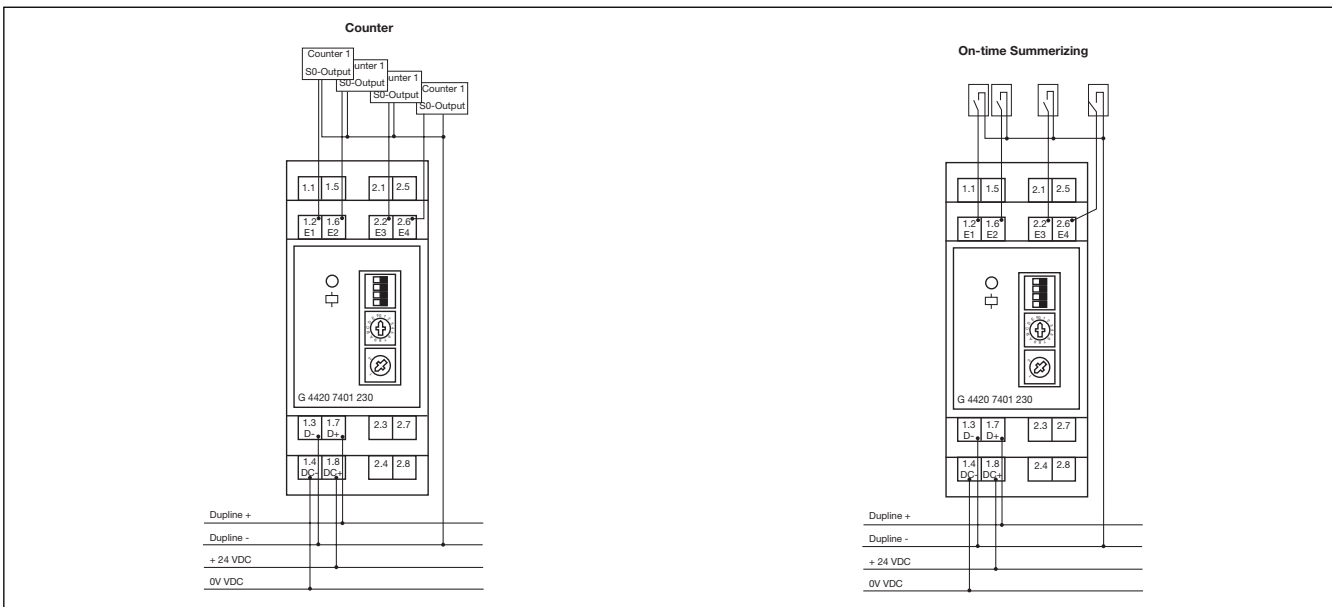 Counter
Counter 1
S0-Output
unter 1
S0-Output
unter 1
S0-Output
Counter 1
S0-Output
1.1 1.5 2.1 2.5
1.2 1.6 2.2 2.6
E1 E2 E3 E4
G 4420 7401 230
1.3 1.7 2.3 2.7
D- D+
1.4 1.8 2.4 2.8
DC- DC+
Dupline +
Dupline -
+ 24 VDC
0V VDC
On-time Summerizing
1.1 1.5 2.1 2.5
1.2 1.6 2.2 2.6
E1 E2 E3 E4
G 4420 7401 230
1.3 1.7 2.3 2.7
D- D+
1.4 1.8 2.4 2.8
DC- DC+
Dupline +
Dupline -
+ 24 VDC
0V VDC